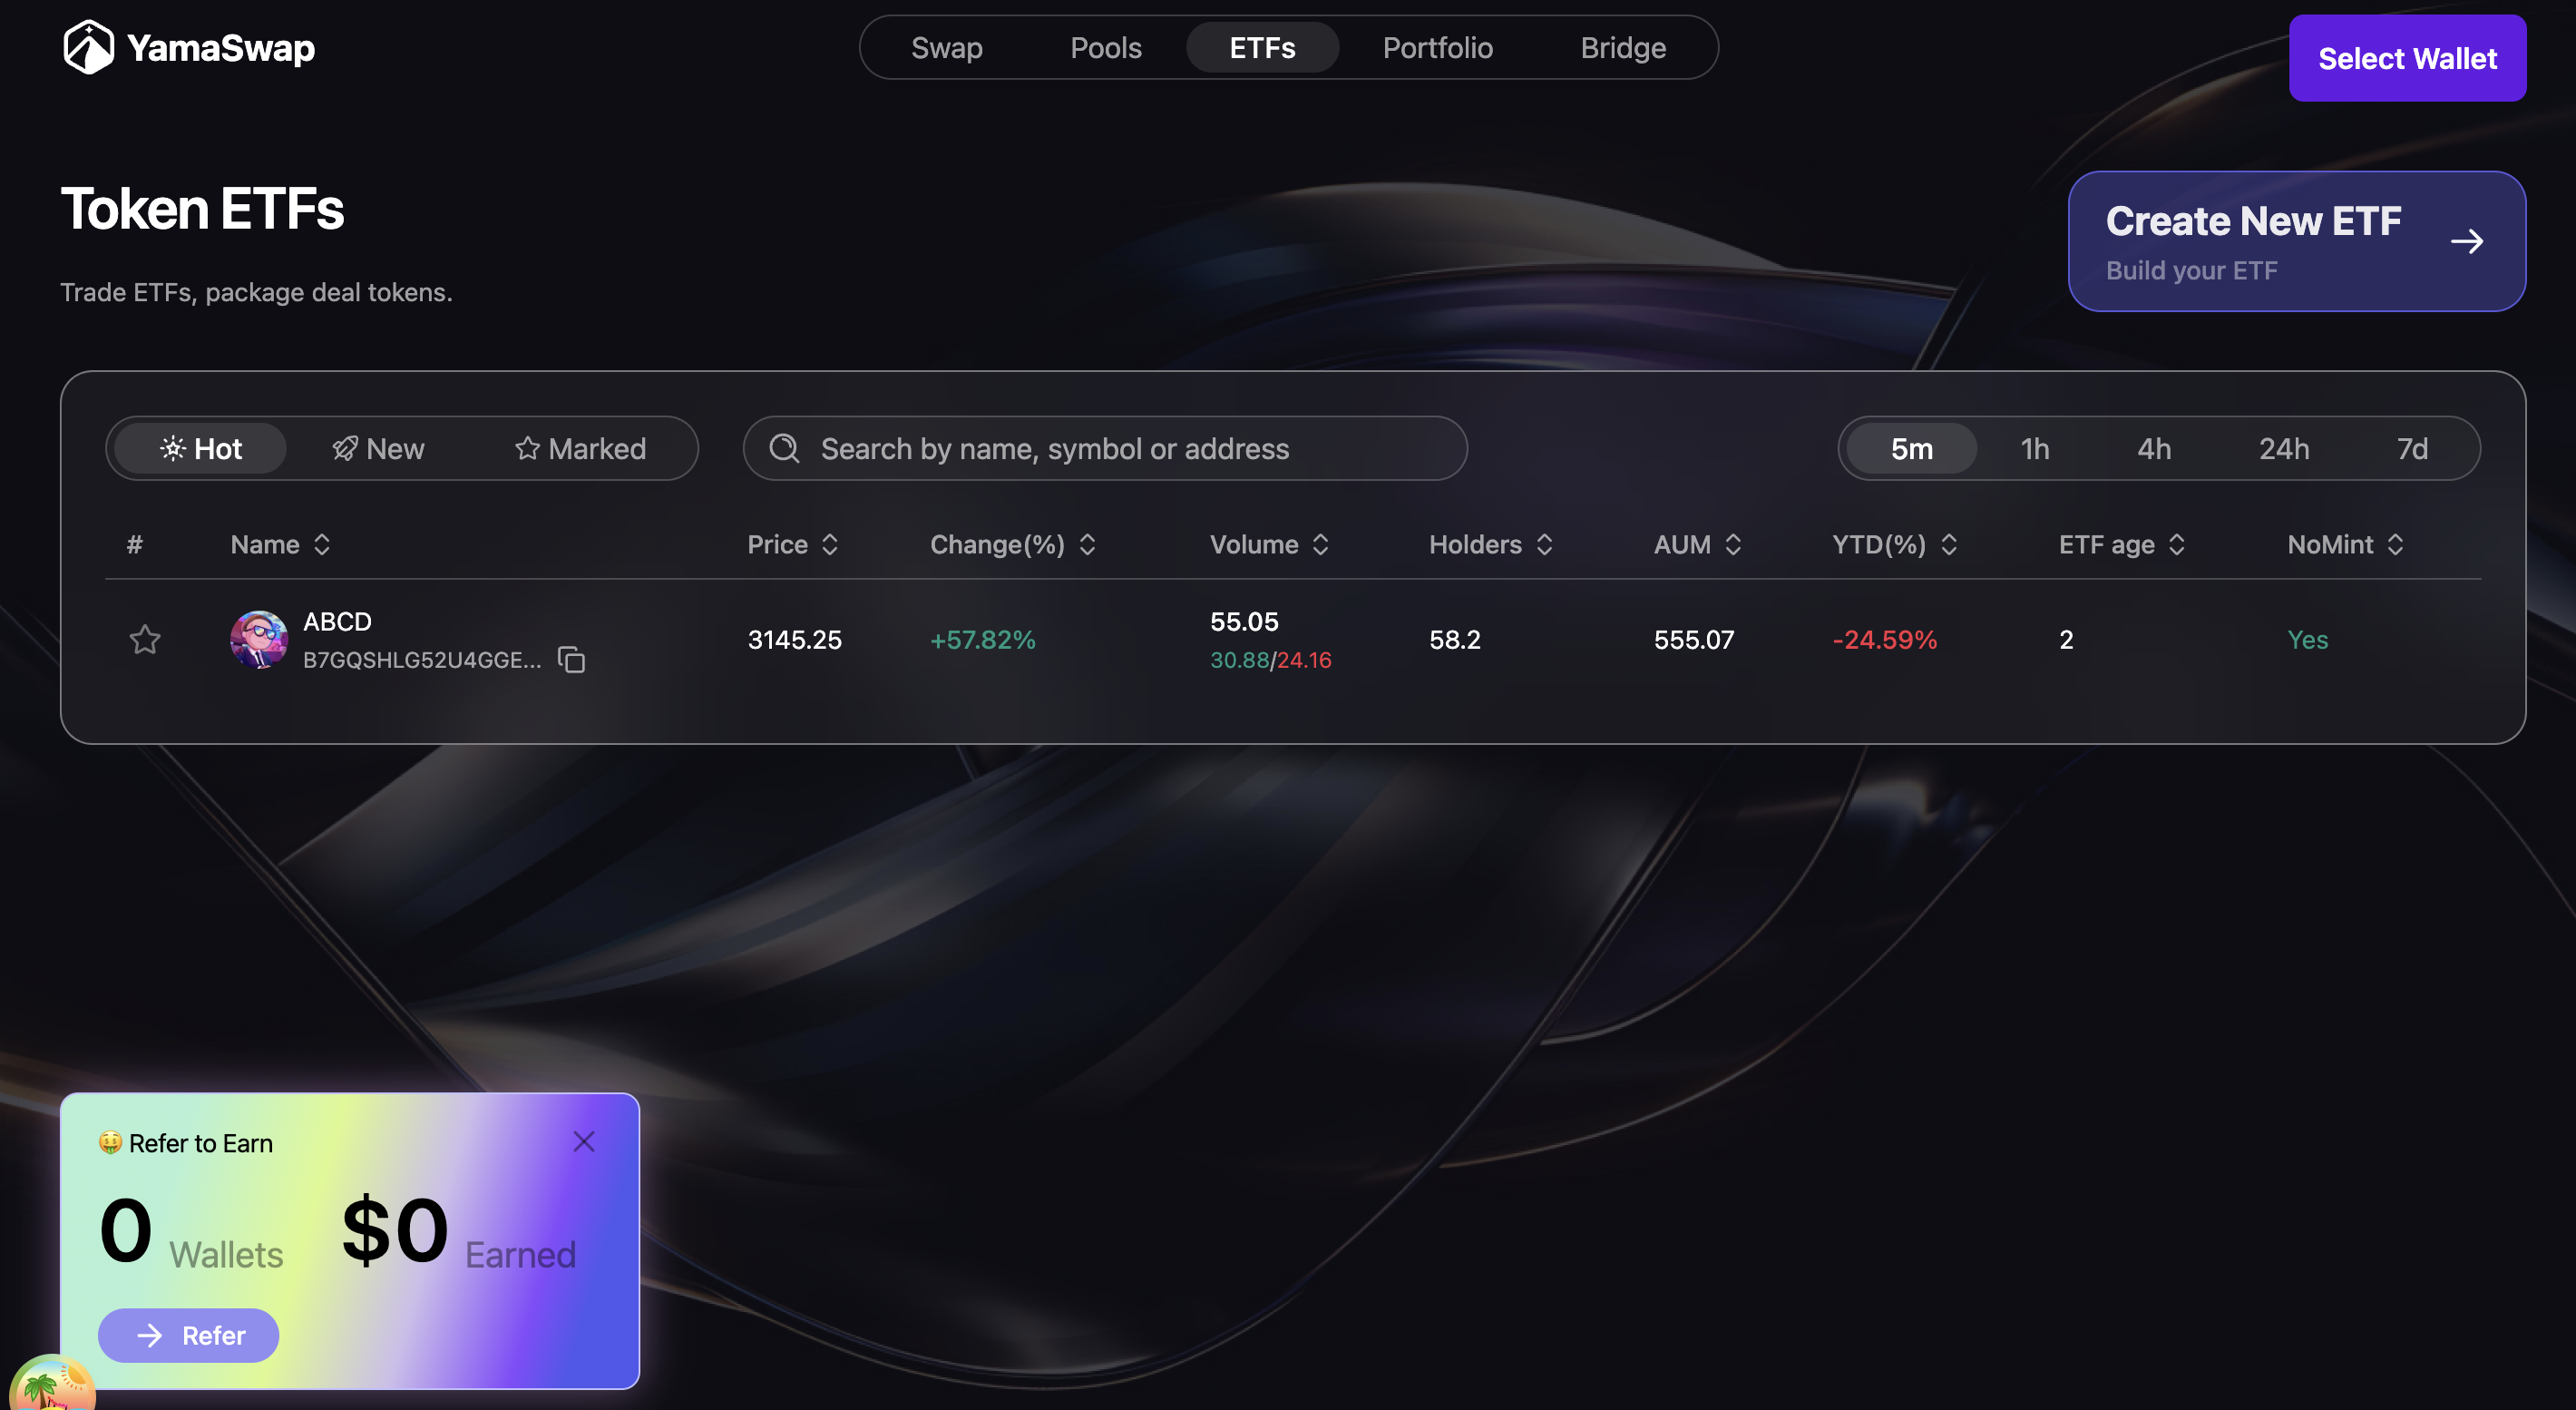 YamaSwap
Swap Pools ETFs Portfolio Bridge
Select Wallet
Token ETFs
Trade ETFs, package deal tokens.
Create New ETF
Build your ETF
Hot New Marked
Search by name, symbol or address
5m 1h 4h 24h 7d
# Name Price Change(%) Volume Holders AUM YTD(%) ETF age NoMint
ABCD
B7GQSHLG52U4GGE...
3145.25 +57.82%
55.05
30.88/24.16
58.2 555.07 -24.59% 2 Yes
🤑 Refer to Earn
0 Wallets $0 Earned
Refer